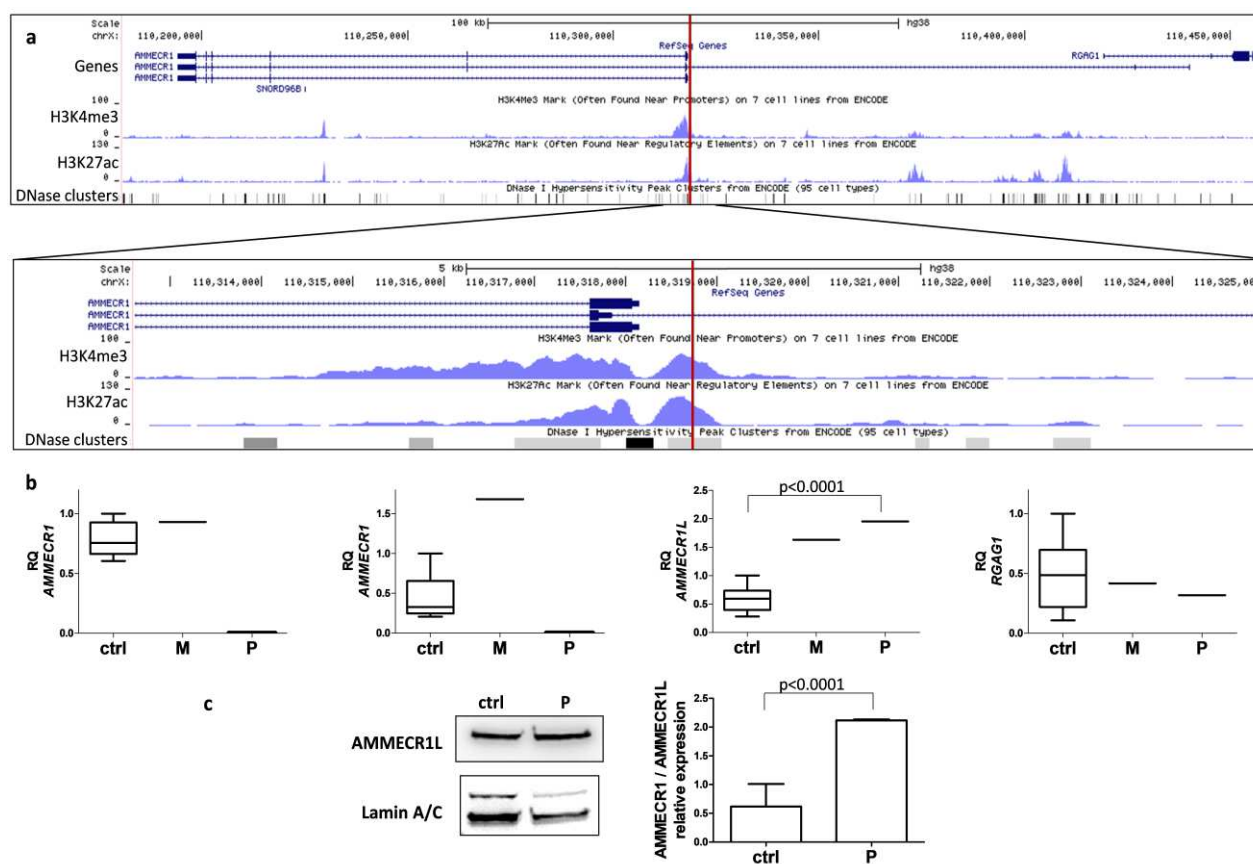 Scale 100 kb hg38
a chrX: 110,200,000 110,250,000 110,300,000 110,350,000 110,400,000 110,450,000
RefSeq Genes
AMMECR1 RGAG1
Genes AMMECR1
AMMECR1
SNORD96B
100 H3K4Me3 Mark (Often Found Near Promoters) on 7 cell lines from ENCODE
H3K4me3
0
130 H3K27Ac Mark (Often Found Near Regulatory Elements) on 7 cell lines from ENCODE
H3K27ac
0
DNase I Hypersensitivity Peak Clusters from ENCODE (95 cell types)
DNase clusters
Scale 5 kb hg38
chrX: 110,314,000 110,315,000 110,316,000 110,317,000 110,318,000 110,319,000 110,320,000 110,321,000 110,322,000 110,323,000 110,324,000 110,325,00
RefSeq Genes
AMMECR1
AMMECR1
AMMECR1
100 H3K4Me3 Mark (Often Found Near Promoters) on 7 cell lines from ENCODE
H3K4me3
0
130 H3K27Ac Mark (Often Found Near Regulatory Elements) on 7 cell lines from ENCODE
H3K27ac
0
DNase I Hypersensitivity Peak Clusters from ENCODE (95 cell types)
DNase clusters
b
RQ
AMMECR1
1.0
0.5
0.0
ctrl M P
RQ
AMMECR1
1.5
1.0
0.5
0.0
ctrl M P
p<0.0001
RQ
AMMECR1L
2.5
2.0
1.5
1.0
0.5
0.0
ctrl M P
RQ
RGAG1
1.0
0.5
0.0
ctrl M P
c
ctrl P
AMMECR1L
Lamin A/C
p<0.0001
AMMECR1 / AMMECR1L
relative expression
2.5
2.0
1.5
1.0
0.5
0.0
ctrl P